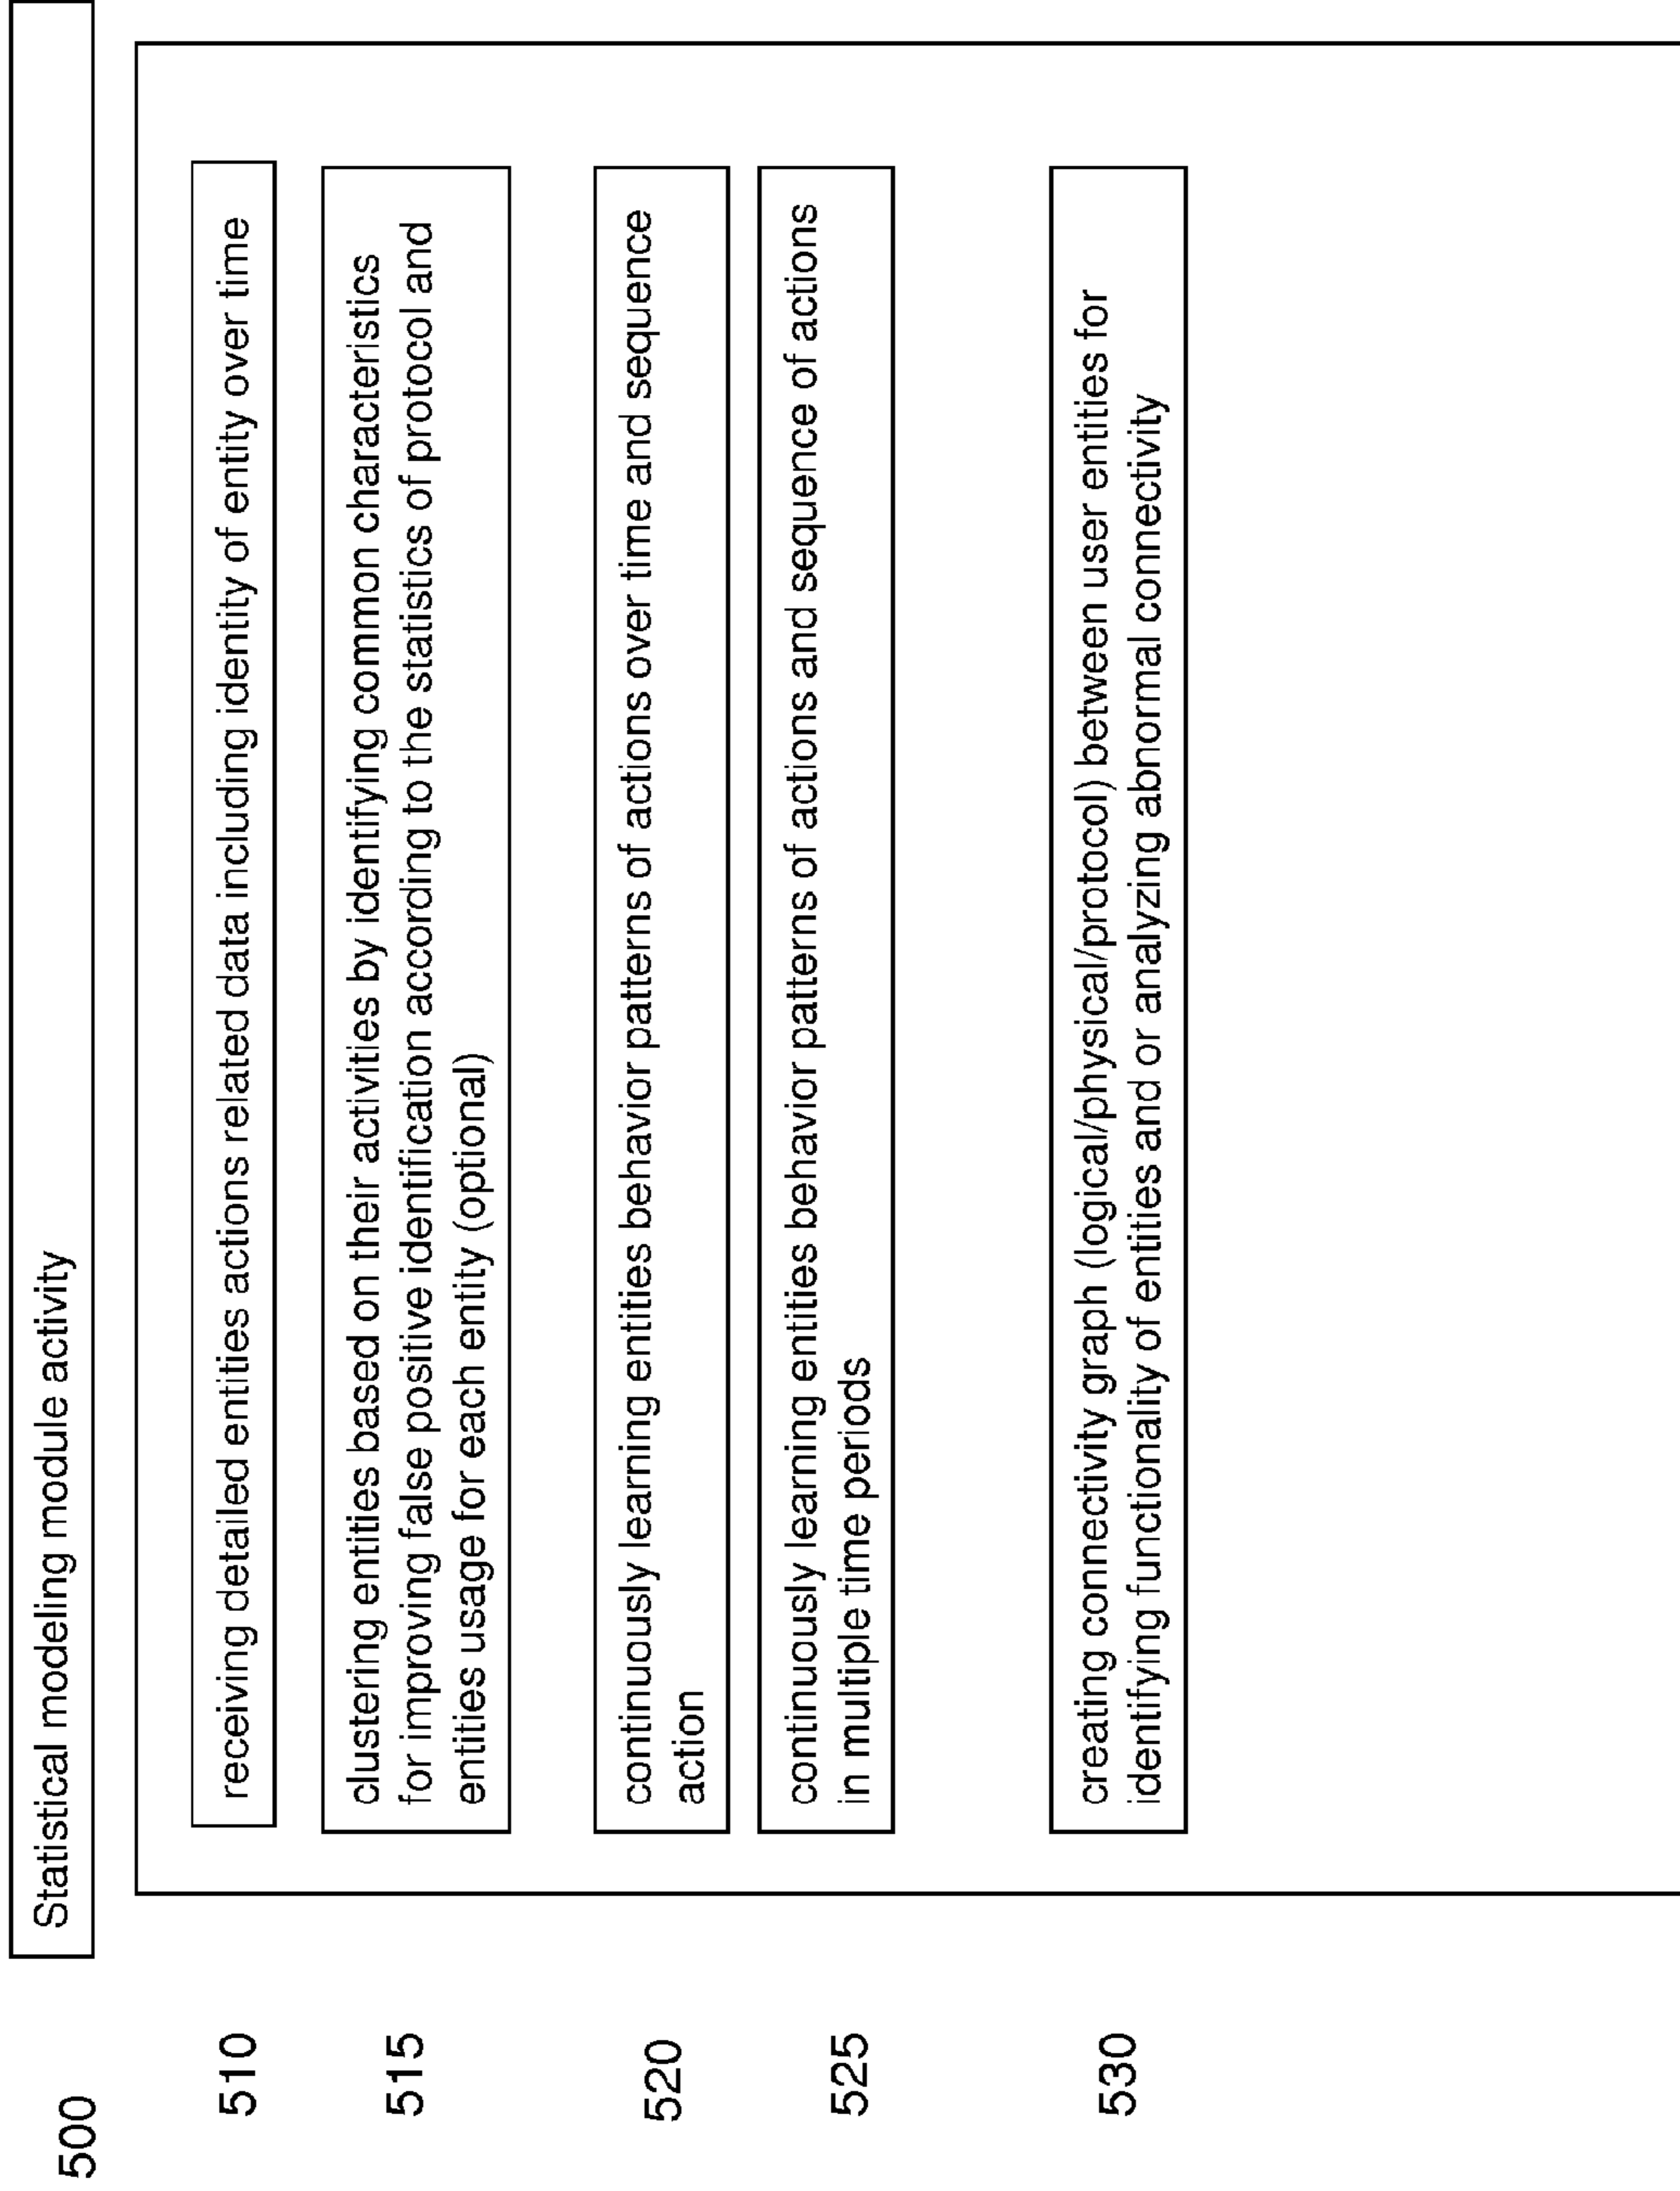 500
Statistical modeling module activity
510
receiving detailed entities actions related data including identity of entity over time
515
clustering entities based on their activities by identifying common characteristics
for improving false positive identification according to the statistics of protocol and
entities usage for each entity (optional)
520
continuously learning entities behavior patterns of actions over time and sequence
action
525
continuously learning entities behavior patterns of actions and sequence of actions
in multiple time periods
530
creating connectivity graph (logical/physical/protocol) between user entities for
identifying functionality of entities and or analyzing abnormal connectivity